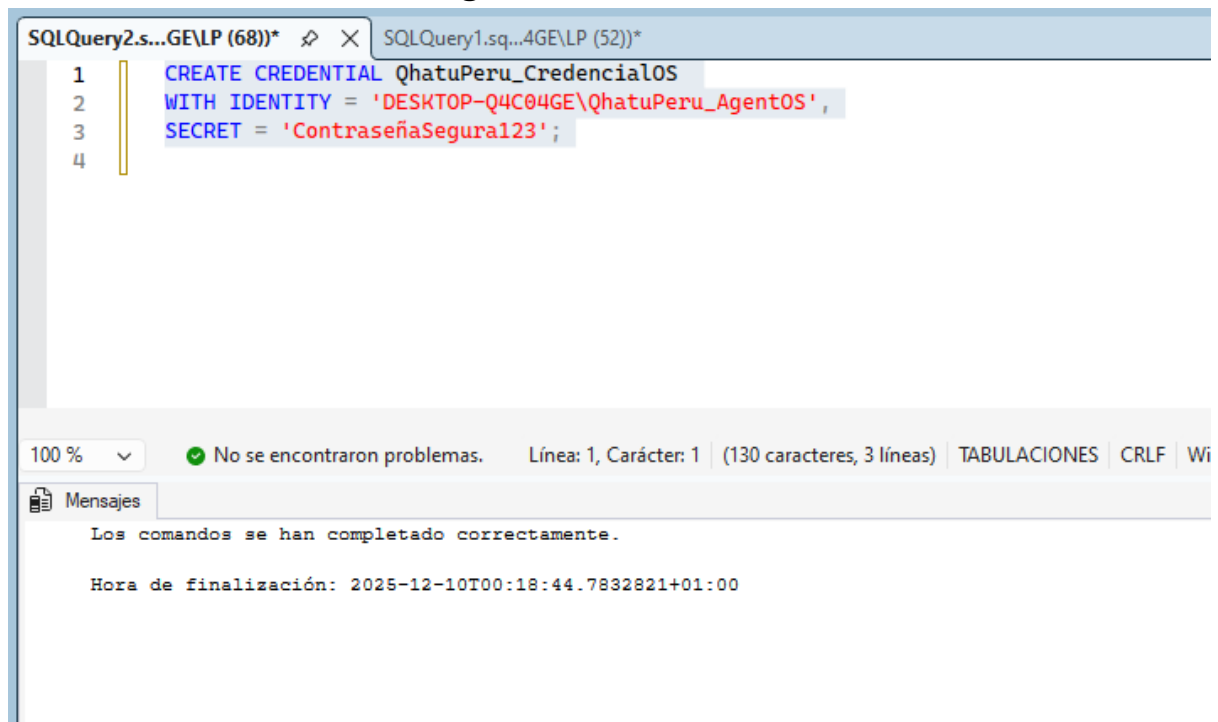 SQLQuery2.s...GE\LP (68))* SQLQuery1.sq...4GE\LP (52))*
1 CREATE CREDENTIAL QhatuPeru_CredencialOS
2 WITH IDENTITY = 'DESKTOP-Q4C04GE\QhatuPeru_AgentOS',
3 SECRET = 'ContraseñaSegura123';
4
100 % No se encontraron problemas. Línea: 1, Carácter: 1 (130 caracteres, 3 líneas) TABULACIONES CRLF Wi
Mensajes
Los comandos se han completado correctamente.
Hora de finalización: 2025-12-10T00:18:44.7832821+01:00